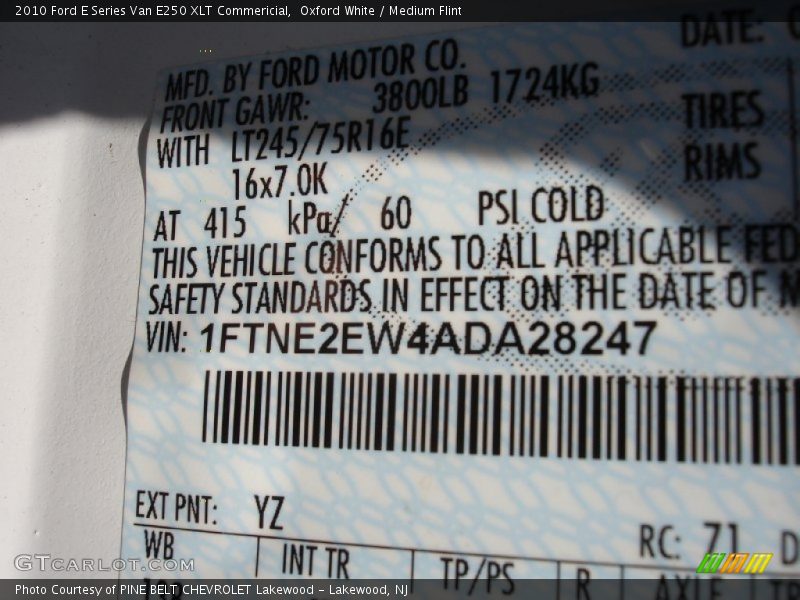 2010 Ford E Series Van E250 XLT Commericial,  Oxford White / Medium Flint
DATE:
MFD. BY FORD MOTOR CO.
FRONT GAWR: 3800LB 1724KG
WITH LT245/75R16E TIRES
16x7.0K RIMS
AT 415 kPa/ 60 PSI COLD
THIS VEHICLE CONFORMS TO ALL APPLICABLE FED
SAFETY STANDARDS IN EFFECT ON THE DATE OF M
VIN: 1FTNE2EW4ADA28247
EXT PNT: YZ RC: 71 D
WB INT TR TP/PS R AXLE TR
GTCarlot.com
Photo Courtesy of PINE BELT CHEVROLET Lakewood - Lakewood, NJ